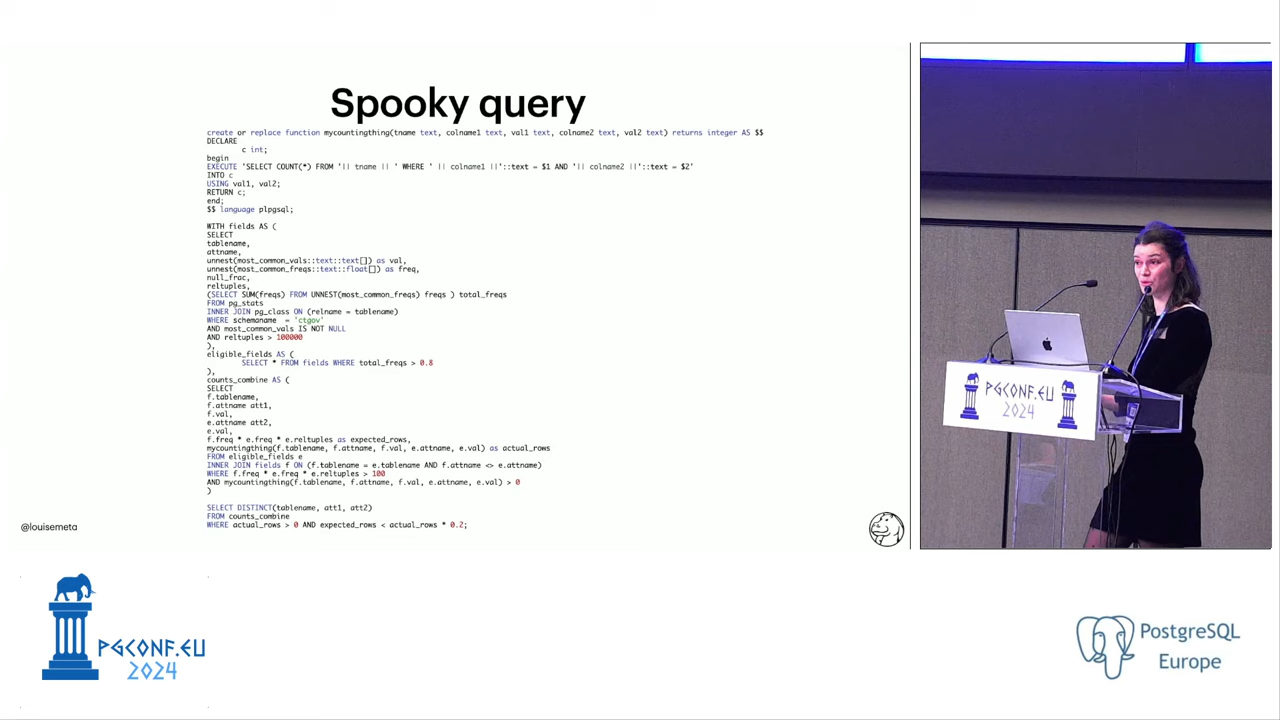 Spooky query
create or replace function mycountingthing(tname text, colname1 text, val1 text, colname2 text, val2 text) returns integer AS $$
DECLARE
c int;
begin
EXECUTE 'SELECT COUNT(*) FROM '|| tname || ' WHERE ' || colname1 ||'::text = $1 AND '|| colname2 ||'::text = $2'
INTO c
USING val1, val2;
RETURN c;
end;
$$ language plpgsql;
WITH fields AS (
SELECT
tablename,
attname,
unnest(most_common_vals::text::text[]) as val,
unnest(most_common_freqs::text::float[]) as freq,
null_frac,
reltuples,
(SELECT SUM(freqs) FROM UNNEST(most_common_freqs) freqs ) total_freqs
FROM pg_stats
INNER JOIN pg_class ON (relname = tablename)
WHERE schemaname = 'ctgov'
AND most_common_vals IS NOT NULL
AND reltuples > 100000
),
eligible_fields AS (
SELECT * FROM fields WHERE total_freqs > 0.8
),
counts_combine AS (
SELECT
f.tablename,
f.attname att1,
f.val,
e.attname att2,
e.val,
f.freq * e.freq * e.reltuples as expected_rows,
mycountingthing(f.tablename, f.attname, f.val, e.attname, e.val) as actual_rows
FROM eligible_fields e
INNER JOIN fields f ON (f.tablename = e.tablename AND f.attname <> e.attname)
WHERE f.freq * e.freq * e.reltuples > 100
AND mycountingthing(f.tablename, f.attname, f.val, e.attname, e.val) > 0
)
SELECT DISTINCT(tablename, att1, att2)
FROM counts_combine
WHERE actual_rows > 0 AND expected_rows < actual_rows * 0.2;
@louisemeta
PGCONF.EU
2024
PGCONF.EU
2024
PostgreSQL
Europe